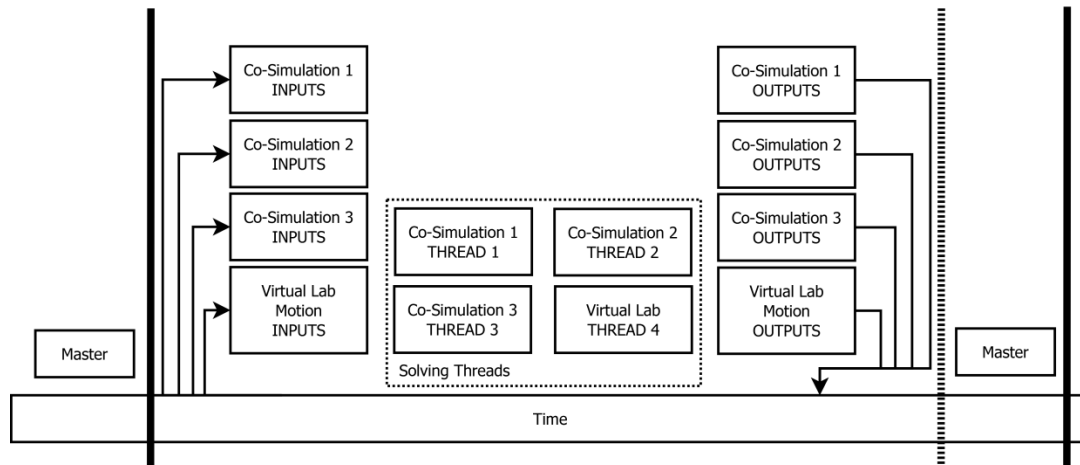 Co-Simulation 1
INPUTS
Co-Simulation 2
INPUTS
Co-Simulation 3
INPUTS
Virtual Lab
Motion
INPUTS
Master
Co-Simulation 1
THREAD 1
Co-Simulation 2
THREAD 2
Co-Simulation 3
THREAD 3
Virtual Lab
THREAD 4
Solving Threads
Co-Simulation 1
OUTPUTS
Co-Simulation 2
OUTPUTS
Co-Simulation 3
OUTPUTS
Virtual Lab
Motion
OUTPUTS
Master
Time